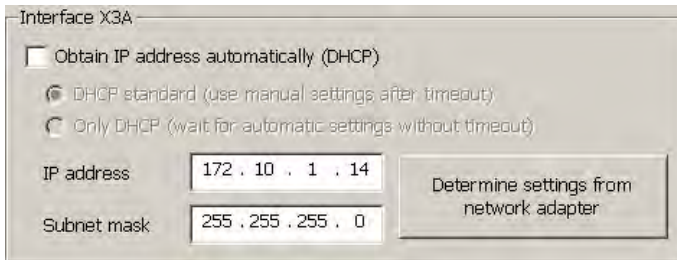 Interface X3A
Obtain IP address automatically (DHCP)
DHCP standard (use manual settings after timeout)
Only DHCP (wait for automatic settings without timeout)
IP address
172 . 10 . 1 . 14
Subnet mask
255 . 255 . 255 . 0
Determine settings from
network adapter